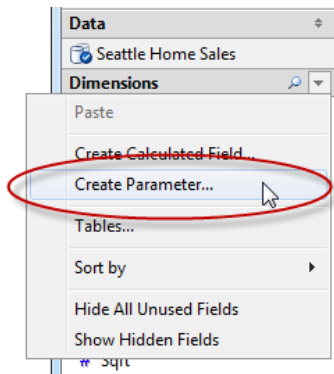 Data
Seattle Home Sales
Dimensions
Paste
Create Calculated Field...
Create Parameter...
Tables...
Sort by
Hide All Unused Fields
Show Hidden Fields
# Sqft